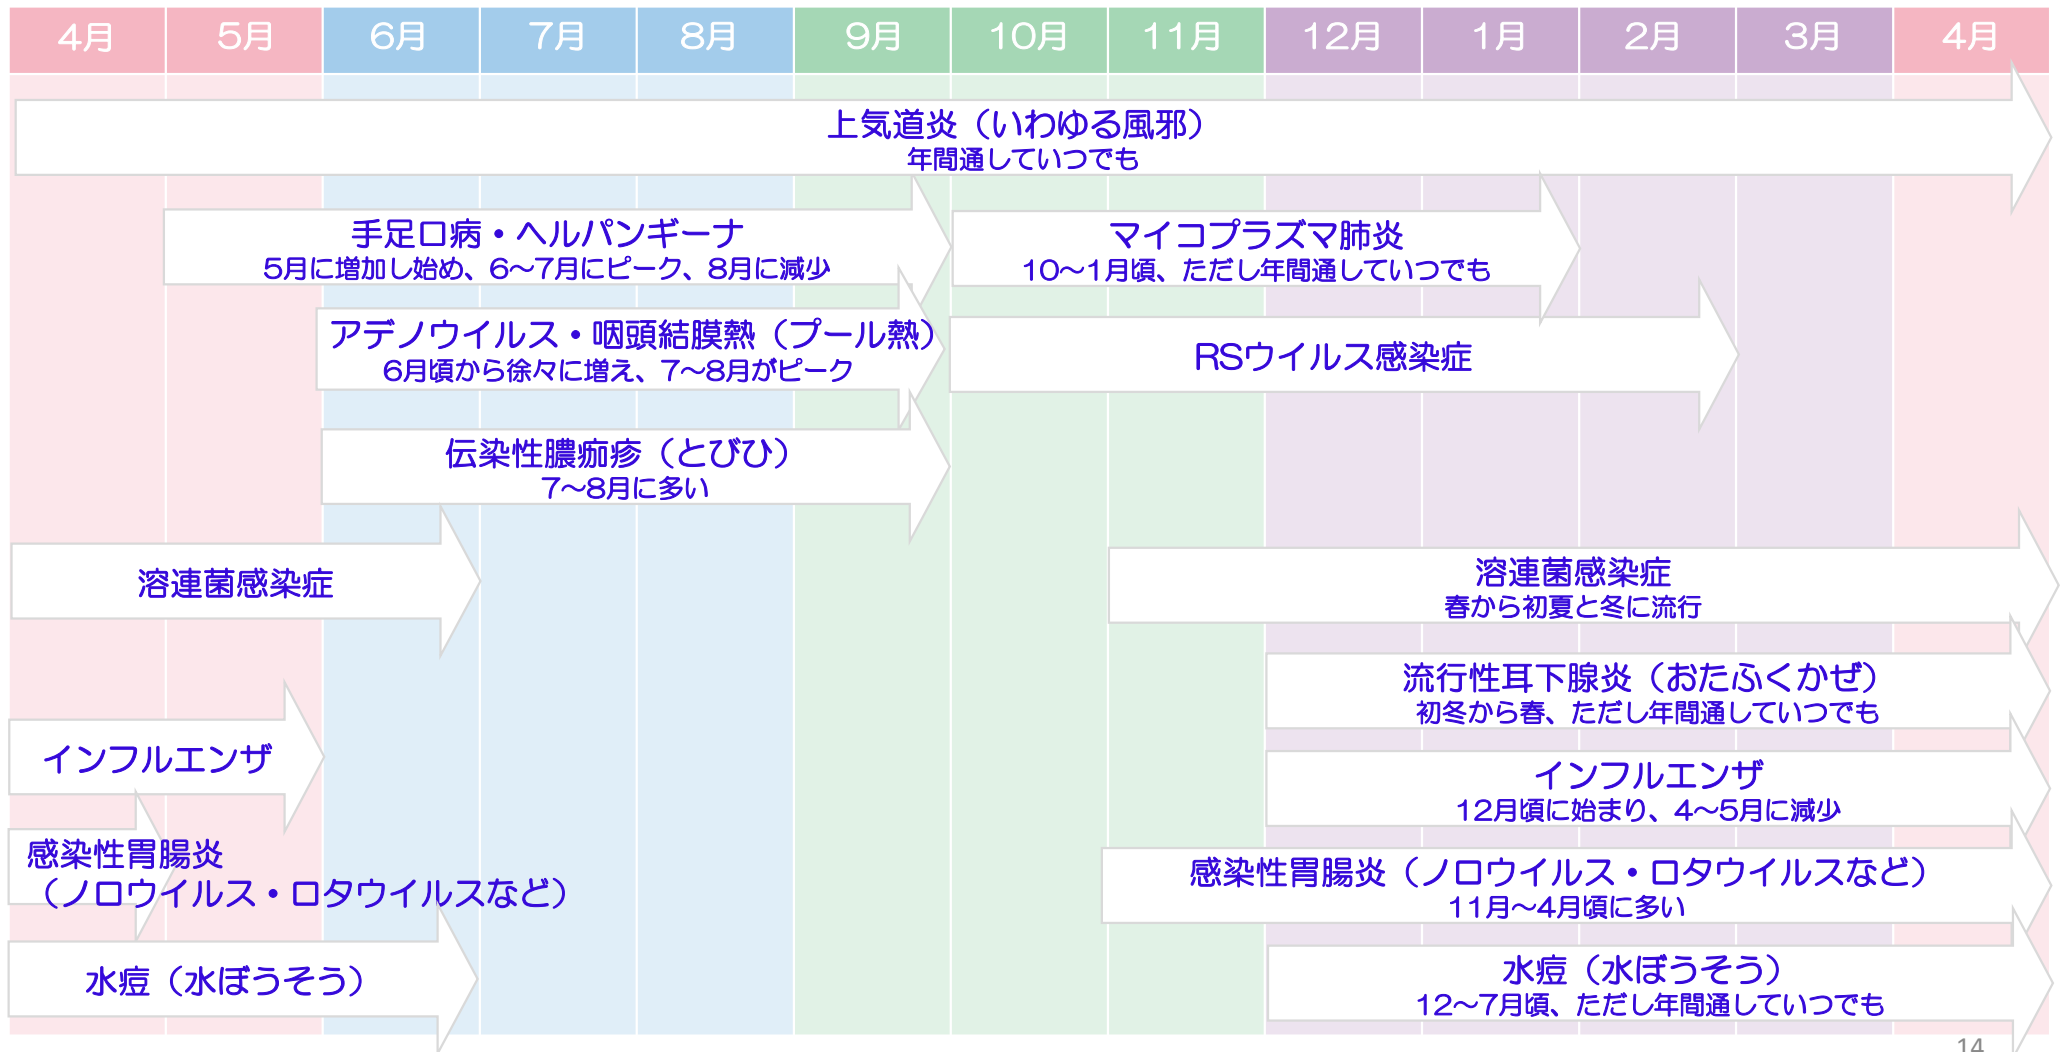 4月 5月 6月 7月 8月 9月 10月 11月 12月 1月 2月 3月 4月
上気道炎（いわゆる風邪）
年間通していつでも
手足口病・ヘルパンギーナ
5月に増加し始め、6～7月にピーク、8月に減少
マイコプラズマ肺炎
10～1月頃、ただし年間通していつでも
アデノウイルス・咽頭結膜熱（プール熱）
6月頃から徐々に増え、7～8月がピーク
RSウイルス感染症
伝染性膿痂疹（とびひ）
7～8月に多い
溶連菌感染症
溶連菌感染症
春から初夏と冬に流行
流行性耳下腺炎（おたふくかぜ）
初冬から春、ただし年間通していつでも
インフルエンザ
インフルエンザ
12月頃に始まり、4～5月に減少
感染性胃腸炎
（ノロウイルス・ロタウイルスなど）
感染性胃腸炎（ノロウイルス・ロタウイルスなど）
11月～4月頃に多い
水痘（水ぼうそう）
水痘（水ぼうそう）
12～7月頃、ただし年間通していつでも
14